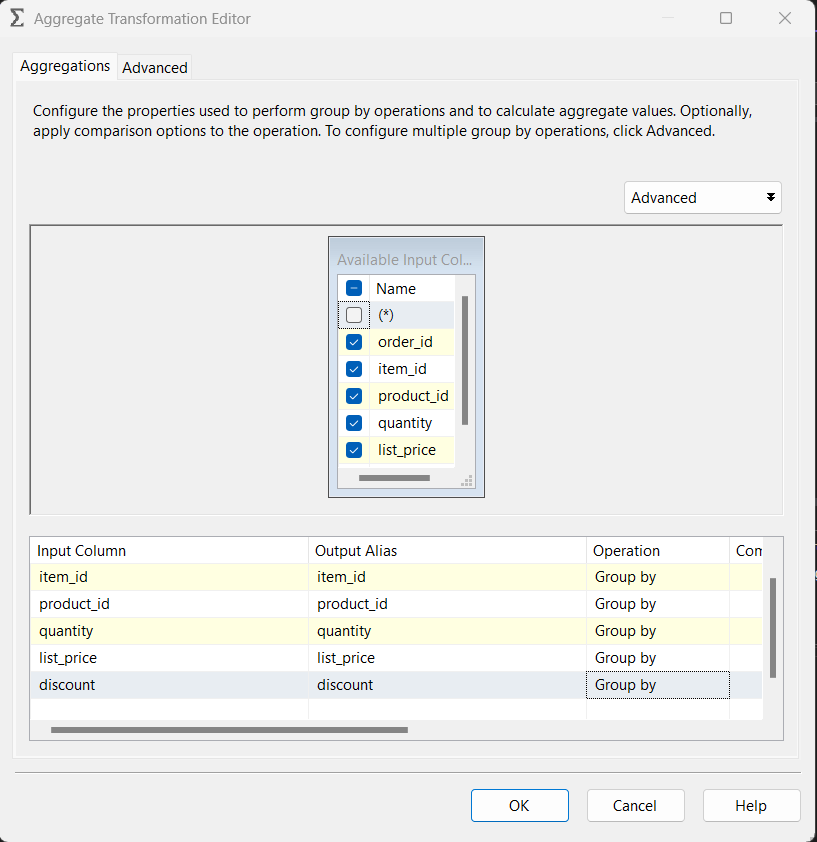 Aggregate Transformation Editor
Aggregations Advanced
Configure the properties used to perform group by operations and to calculate aggregate values. Optionally,
apply comparison options to the operation. To configure multiple group by operations, click Advanced.
Advanced
Available Input Col...
Name
(*)
order_id
item_id
product_id
quantity
list_price
Input Column Output Alias Operation Com
item_id item_id Group by
product_id product_id Group by
quantity quantity Group by
list_price list_price Group by
discount discount Group by
OK Cancel Help